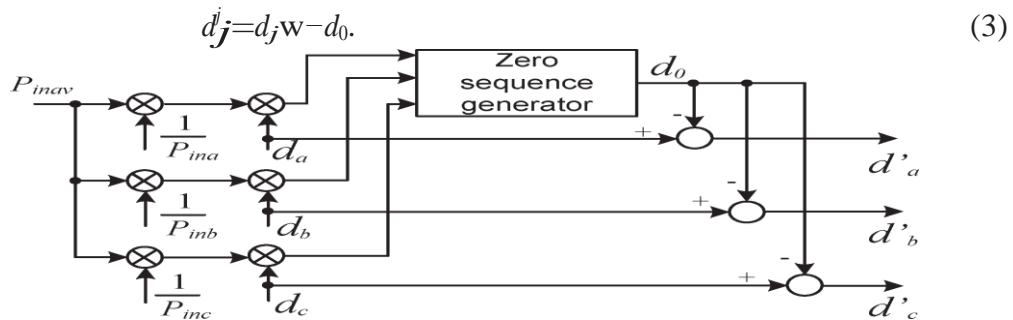 d'j=djw−d0. (3)
Pinav
Zero
sequence
generator
d0
1
Pina
da
1
Pinb
db
1
Pinc
dc
-
+
d'a
-
+
d'b
-
+
d'c